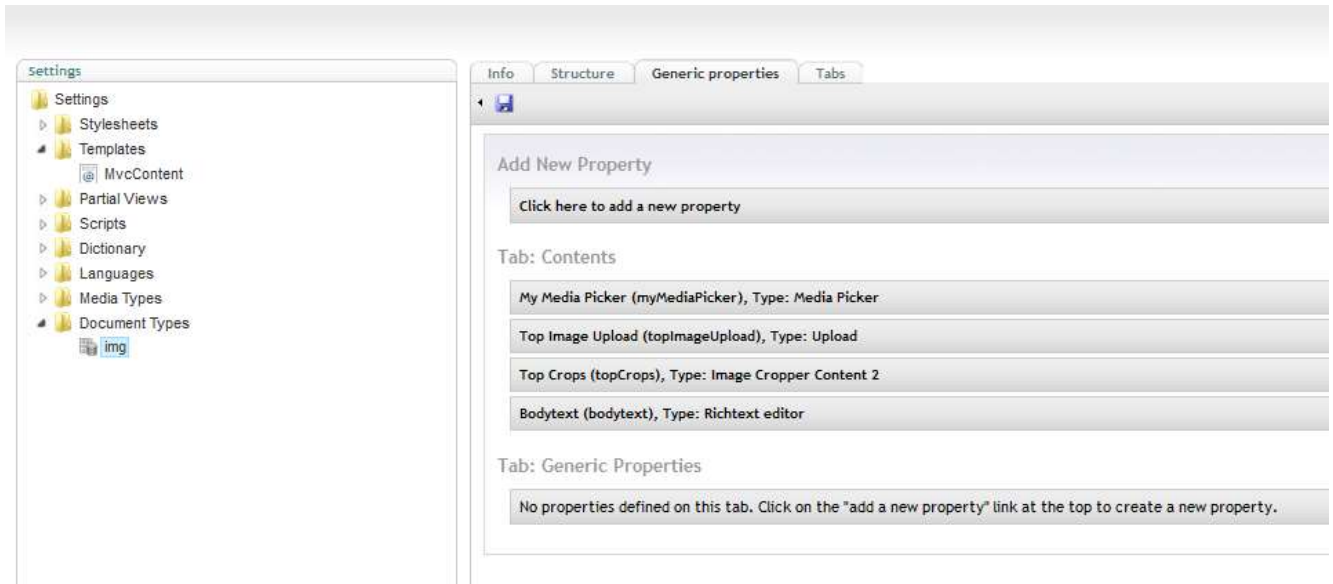 Settings
Settings
Stylesheets
Templates
MvcContent
Partial Views
Scripts
Dictionary
Languages
Media Types
Document Types
img
Info Structure Generic properties Tabs
Add New Property
Click here to add a new property
Tab: Contents
My Media Picker (myMediaPicker), Type: Media Picker
Top Image Upload (topImageUpload), Type: Upload
Top Crops (topCrops), Type: Image Cropper Content 2
Bodytext (bodytext), Type: Richtext editor
Tab: Generic Properties
No properties defined on this tab. Click on the "add a new property" link at the top to create a new property.